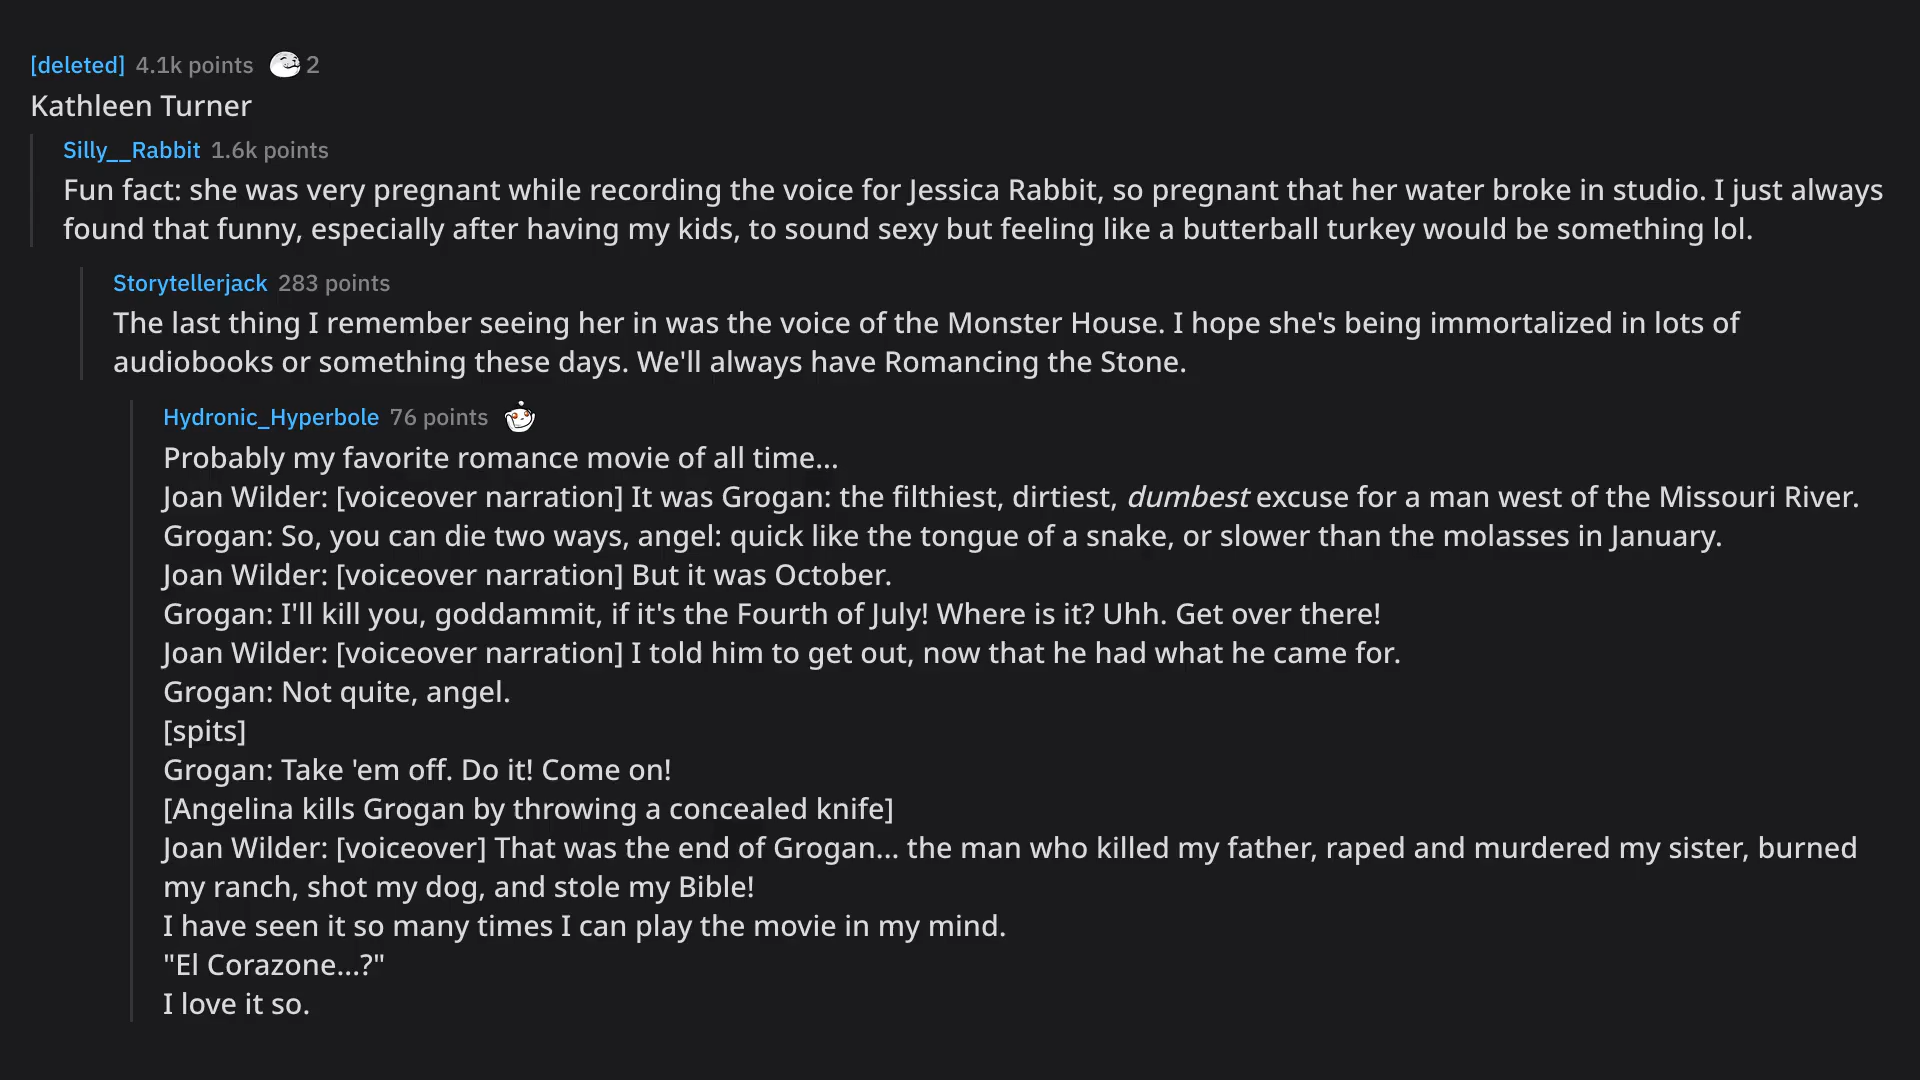 [deleted] 4.1k points 2
Kathleen Turner
Silly__Rabbit 1.6k points
Fun fact: she was very pregnant while recording the voice for Jessica Rabbit, so pregnant that her water broke in studio. I just always
found that funny, especially after having my kids, to sound sexy but feeling like a butterball turkey would be something lol.
Storytellerjack 283 points
The last thing I remember seeing her in was the voice of the Monster House. I hope she's being immortalized in lots of
audiobooks or something these days. We'll always have Romancing the Stone.
Hydronic_Hyperbole 76 points
Probably my favorite romance movie of all time...
Joan Wilder: [voiceover narration] It was Grogan: the filthiest, dirtiest, dumbest excuse for a man west of the Missouri River.
Grogan: So, you can die two ways, angel: quick like the tongue of a snake, or slower than the molasses in January.
Joan Wilder: [voiceover narration] But it was October.
Grogan: I'll kill you, goddammit, if it's the Fourth of July! Where is it? Uhh. Get over there!
Joan Wilder: [voiceover narration] I told him to get out, now that he had what he came for.
Grogan: Not quite, angel.
[spits]
Grogan: Take 'em off. Do it! Come on!
[Angelina kills Grogan by throwing a concealed knife]
Joan Wilder: [voiceover] That was the end of Grogan... the man who killed my father, raped and murdered my sister, burned
my ranch, shot my dog, and stole my Bible!
I have seen it so many times I can play the movie in my mind.
"El Corazone...?"
I love it so.